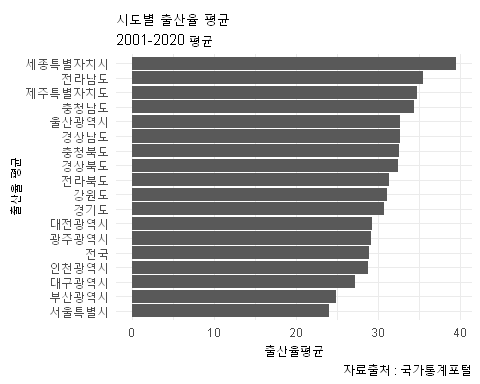 시도별 출산율 평균
2001-2020 평균
출산율 평균
세종특별자치시
전라남도
제주특별자치도
충청남도
울산광역시
경상남도
충청북도
경상북도
전라북도
강원도
경기도
대전광역시
광주광역시
전국
인천광역시
대구광역시
부산광역시
서울특별시
0 10 20 30 40
출산율평균
자료출처 : 국가통계포털